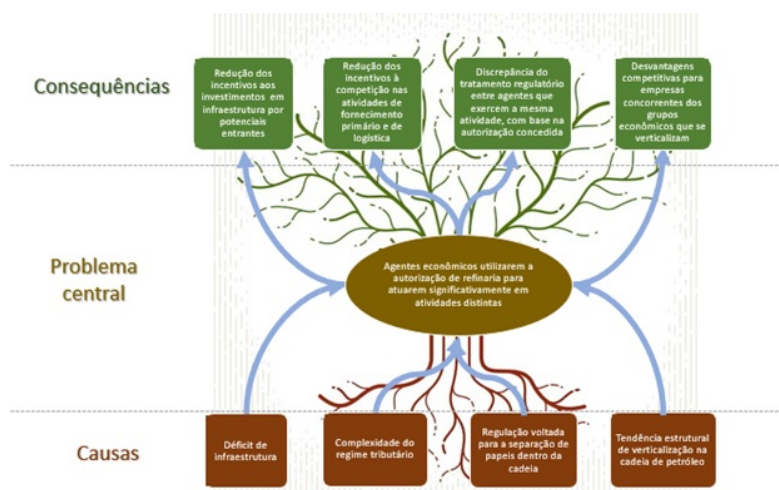 Consequências
Redução dos
incentivos aos
investimentos em
infraestrutura por
potenciais
entrantes
Redução dos
incentivos à
competição nas
atividades de
fornecimento
primário e de
logística
Discrepância do
tratamento regulatório
entre agentes que
exercem a mesma
atividade, com base na
autorização concedida
Desvantagens
competitivas para
empresas
concorrentes dos
grupos
econômicos que se
verticalizam
Problema
central
Agentes econômicos utilizarem a
autorização de refinaria para
atuarem significativamente em
atividades distintas
Causas
Déficit de
infraestrutura
Complexidade do
regime tributário
Regulação voltada
para a separação de
papeis dentro da
cadeia
Tendência estrutural
de verticalização na
cadeia de petróleo